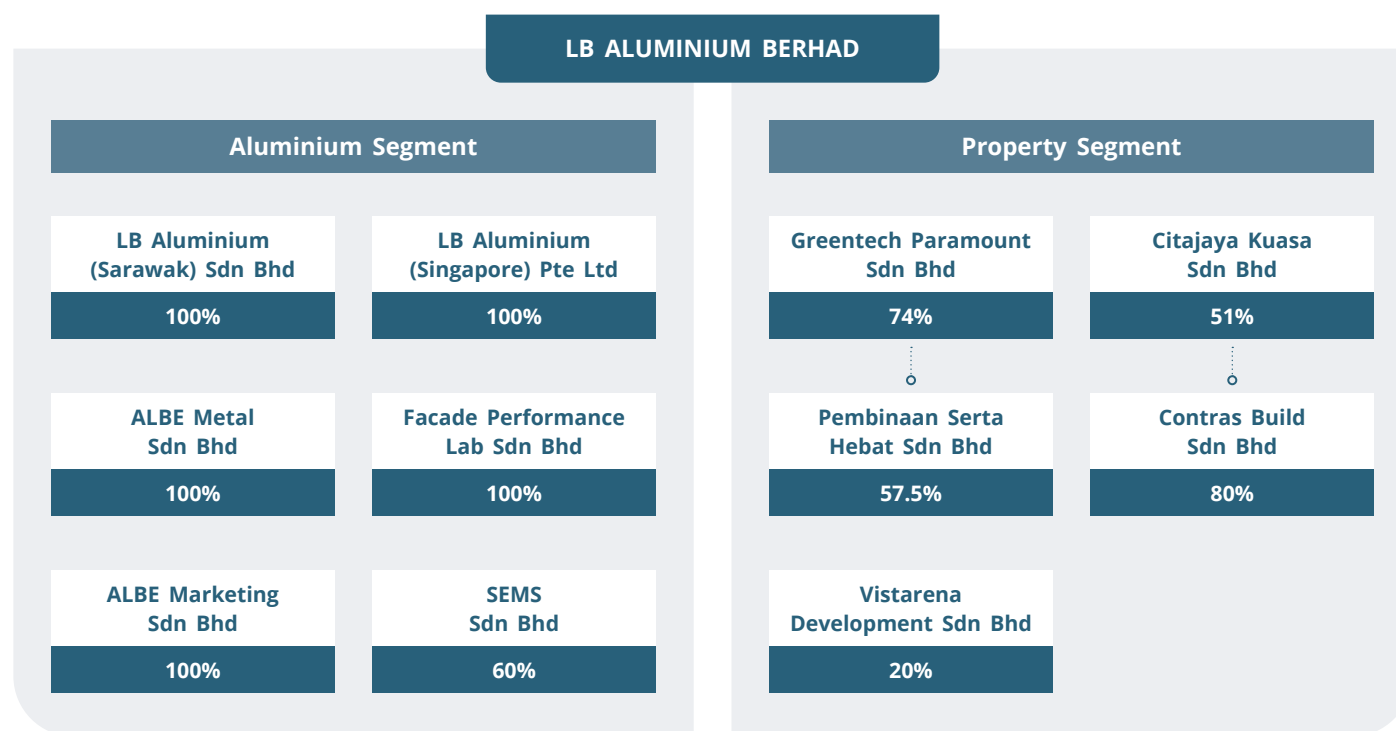 LB ALUMINIUM BERHAD
Aluminium Segment
LB Aluminium
(Sarawak) Sdn Bhd
100%
LB Aluminium
(Singapore) Pte Ltd
100%
ALBE Metal
Sdn Bhd
100%
Facade Performance
Lab Sdn Bhd
100%
ALBE Marketing
Sdn Bhd
100%
SEMS
Sdn Bhd
60%
Property Segment
Greentech Paramount
Sdn Bhd
74%
Citajaya Kuasa
Sdn Bhd
51%
Pembinaan Serta
Hebat Sdn Bhd
57.5%
Contras Build
Sdn Bhd
80%
Vistarena
Development Sdn Bhd
20%